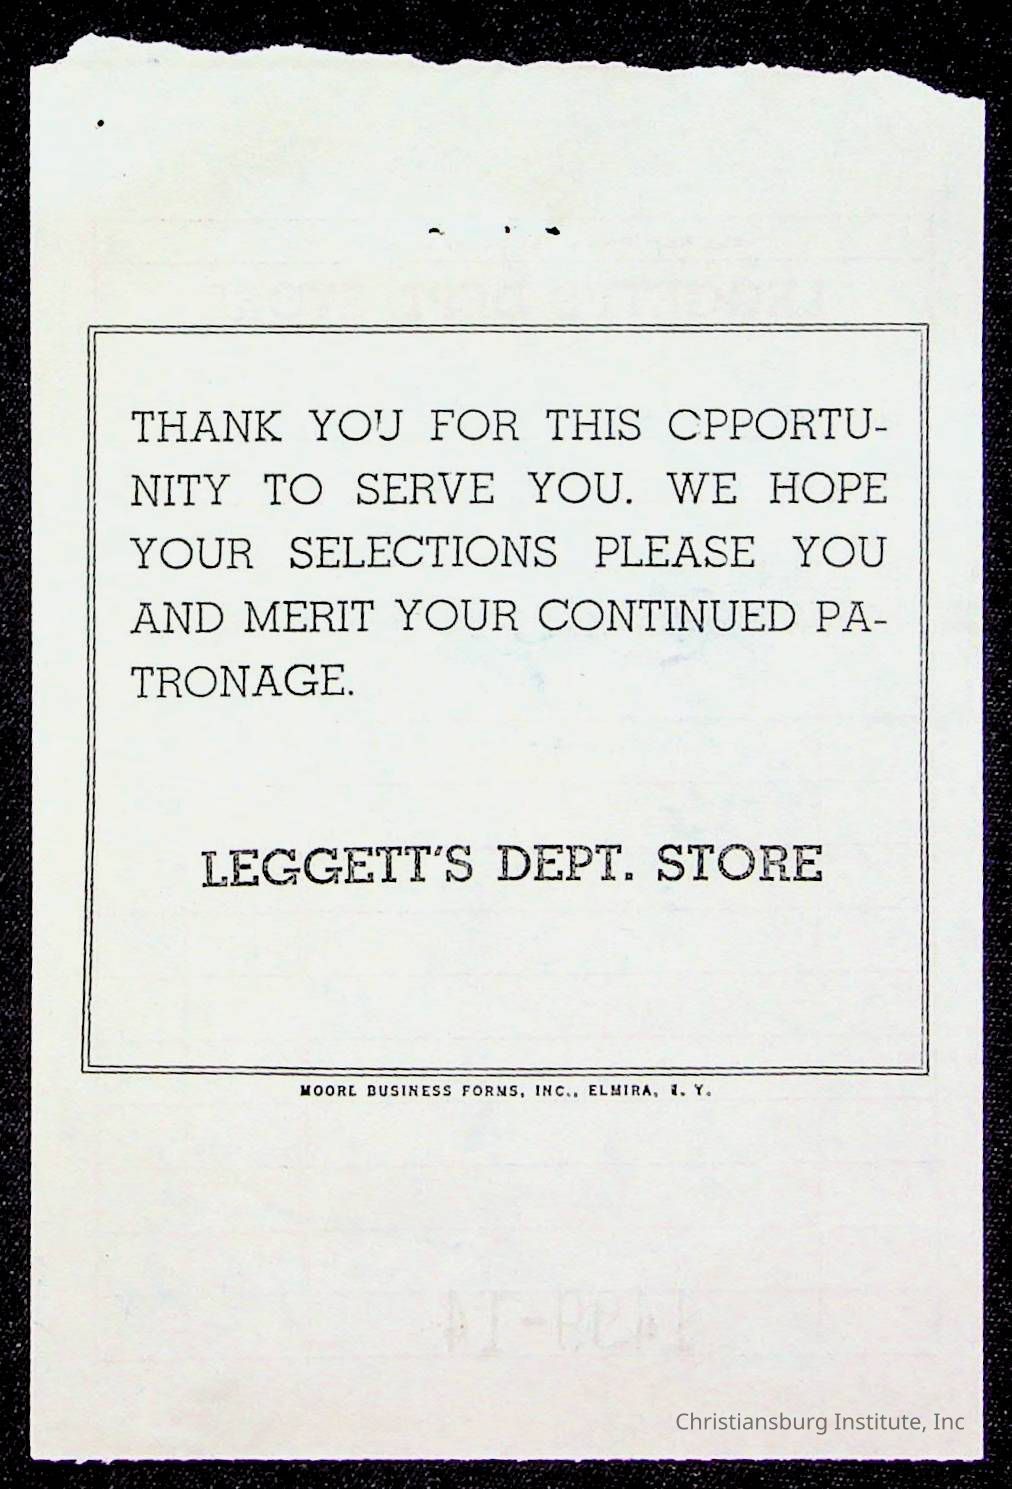 THANK YOU FOR THIS CPPORTU-
NITY TO SERVE YOU. WE HOPE
YOUR SELECTIONS PLEASE YOU
AND MERIT YOUR CONTINUED PA-
TRONAGE.
LEGGETT'S DEPT. STORE
MOORE BUSINESS FORMS, INC., ELMIRA, N. Y.
Christiansburg Institute, Inc